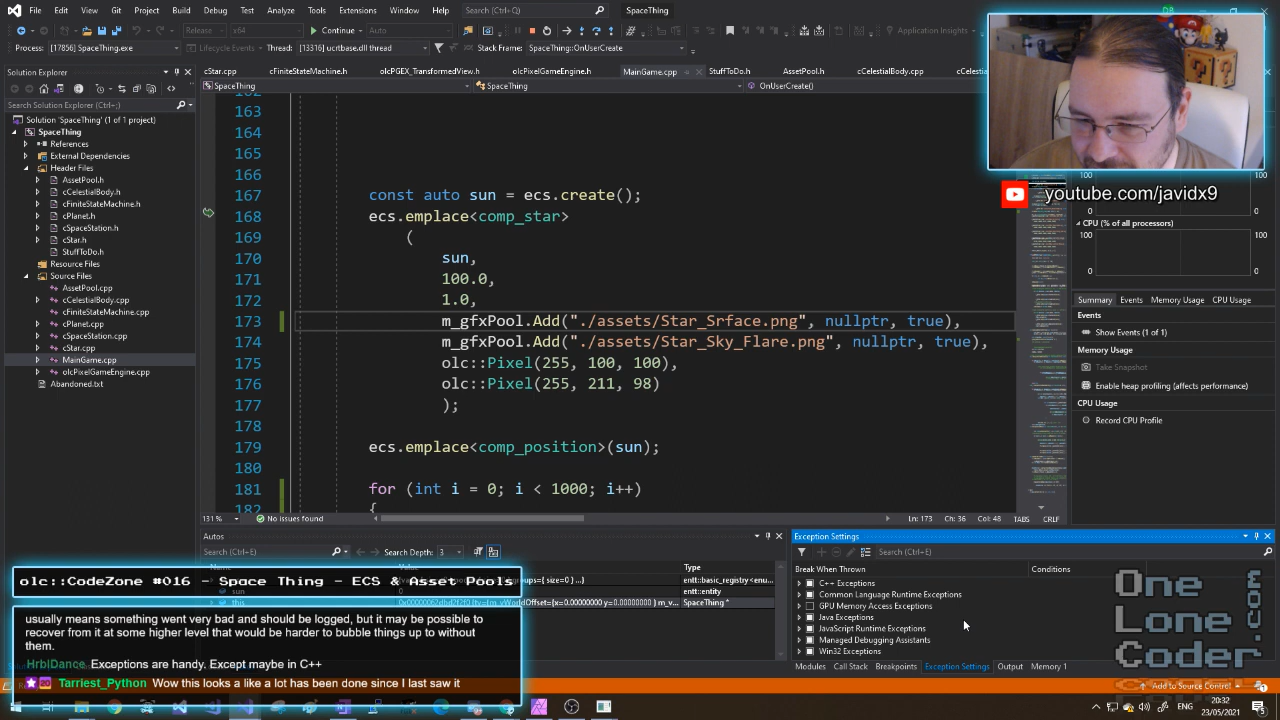 File Edit View Git Project Build Debug Test Analyze Tools Extensions Window Help Search (Ctrl+;) SpaceThing
Release x64 Continue Application Insights
Process: [17856] SpaceThing.exe Lifecycle Events Thread: [13316] ucrtbase.dll thread Stack Frame: SpaceThing::OnUserCreate
Solution Explorer
Search Solution Explorer (Ctrl+;)
Solution 'SpaceThing' (1 of 1 project)
SpaceThing
References
External Dependencies
Header Files
AssetPool.h
cCelestialBody.h
cFiniteStateMachine.h
cPlanet.h
cSpaceStation.h
cStar.h
StuffToDo.h
Resource Files
Source Files
AssetPool.cpp
cCelestialBody.cpp
cFiniteStateMachine.cpp
cPlanet.cpp
cSpaceStation.cpp
cStar.cpp
MainGame.cpp
olcPixelGameEngine.cpp
Abandoned.txt
cStar.cpp cFiniteStateMachine.h olcPGEX_TransformedView.h olcPixelGameEngine.h MainGame.cpp StuffToDo.h AssetPool.h cCelestialBody.cpp
SpaceThing SpaceThing OnUserCreate()
162
163
164
165
166
167 const auto sun = ecs.create();
168 ecs.emplace<comp_star>
169 (
170 sun,
171
172
173 "./assets/Star_Srface.png", nullptr, true),
174 m_gfxPool.Add("./assets/Star_Sky_Flare.png", nullptr, true),
175 olc::Pixel(255, 255, 100),
176 olc::Pixel(255, 211, 28)
177 );
178
179
180
181 for (int i = 0; i < 1000; i++)
182 {
131 % No issues found Ln: 173 Ch: 36 Col: 48 TABS CRLF
youtube.com/javidx9
100 100
0 0
CPU (% of all processors)
100 100
0 0
Summary Memory Usage CPU Usage
Events
Show Events (1 of 1)
Memory Usage
Take Snapshot
Enable heap profiling (affects performance)
CPU Usage
Record CPU Profile
Autos
Search (Ctrl+E) Search Depth: 3
Type
entt::basic_registry<enu...
sun 0 entt::entity
this SpaceThing *
Exception Settings
Search (Ctrl+E)
Break When Thrown Conditions
C++ Exceptions
Common Language Runtime Exceptions
GPU Memory Access Exceptions
Java Exceptions
JavaScript Runtime Exceptions
Managed Debugging Assistants
Win32 Exceptions
Modules Call Stack Breakpoints Exception Settings Output Memory 1
olc::CodeZone #016 - Space Thing - ECS & Asset Pools
usually means something went very bad and should be logged, but it may be possible to
recover from it at some higher level that would be harder to bubble things up to without
them.
HrblDance Exceptions are handy. Except maybe in C++
Tarriest_Python Wow this looks a like a lot has been done since I last saw it
One
Lone
Coder
.com
Add to Source Control
20:32
23/05/2021